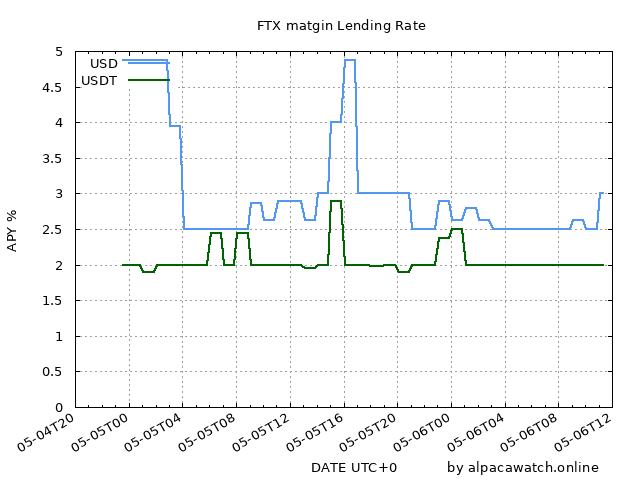 FTX matgin Lending Rate
USD
USDT
5
4.5
4
3.5
3
2.5
2
1.5
1
0.5
0
APY %
05-04T20
05-05T00
05-05T04
05-05T08
05-05T12
05-05T16
05-05T20
05-06T00
05-06T04
05-06T08
05-06T12
DATE UTC+0
by alpacawatch.online